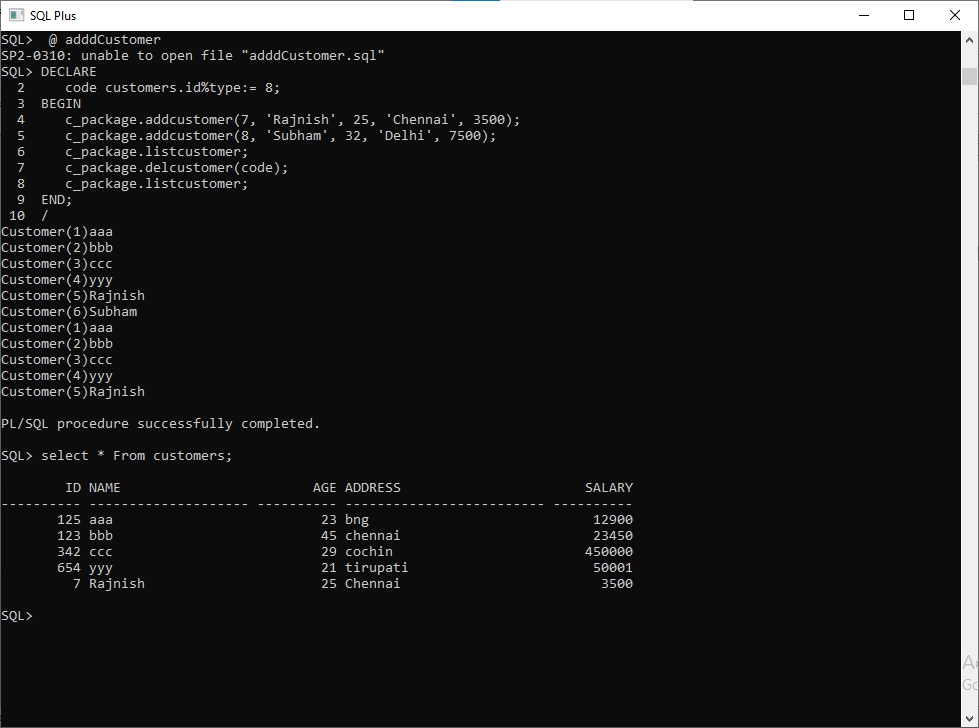 SQL Plus
SQL>  @ adddCustomer
SP2-0310: unable to open file "adddCustomer.sql"
SQL> DECLARE
  2     code customers.id%type:= 8;
  3  BEGIN
  4     c_package.addcustomer(7, 'Rajnish', 25, 'Chennai', 3500);
  5     c_package.addcustomer(8, 'Subham', 32, 'Delhi', 7500);
  6     c_package.listcustomer;
  7     c_package.delcustomer(code);
  8     c_package.listcustomer;
  9  END;
 10  /
Customer(1)aaa
Customer(2)bbb
Customer(3)ccc
Customer(4)yyy
Customer(5)Rajnish
Customer(6)Subham
Customer(1)aaa
Customer(2)bbb
Customer(3)ccc
Customer(4)yyy
Customer(5)Rajnish
PL/SQL procedure successfully completed.
SQL> select * From customers;
        ID NAME                        AGE ADDRESS                       SALARY
---------- -------------------- ---------- ------------------------- ----------
       125 aaa                          23 bng                            12900
       123 bbb                          45 chennai                        23450
       342 ccc                          29 cochin                        450000
       654 yyy                          21 tirupati                       50001
         7 Rajnish                      25 Chennai                         3500
SQL>